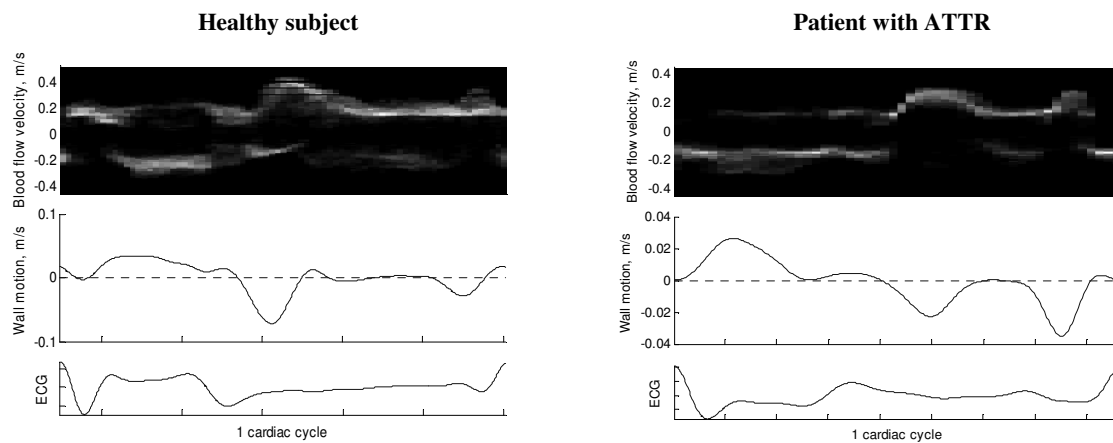 Healthy subject
Blood flow velocity, m/s
0.4
0.2
0
-0.2
-0.4
Wall motion, m/s
0.1
0
-0.1
ECG
1 cardiac cycle
Patient with ATTR
Blood flow velocity, m/s
0.4
0.2
0
-0.2
-0.4
Wall motion, m/s
0.04
0.02
0
-0.02
-0.04
ECG
1 cardiac cycle